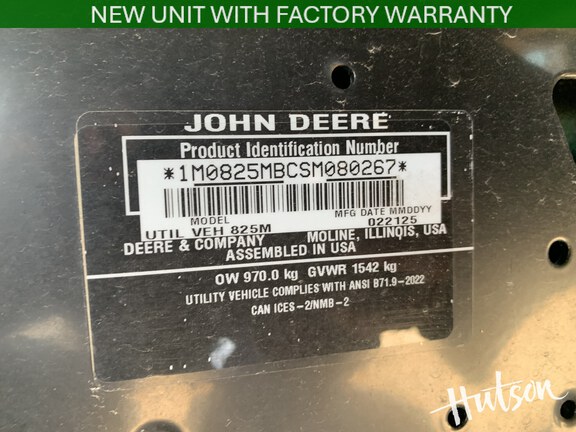 NEW UNIT WITH FACTORY WARRANTY
JOHN DEERE
Product Identification Number
*1M0825MBCSM080267*
MODEL MFG DATE MMDDYY
UTIL VEH 825M 022125
DEERE & COMPANY MOLINE, ILLINOIS, USA
ASSEMBLED IN USA
OW 970.0 kg GVWR 1542 kg
UTILITY VEHICLE COMPLIES WITH ANSI B71.9-2022
CAN ICES-2/NMB-2
Hutson